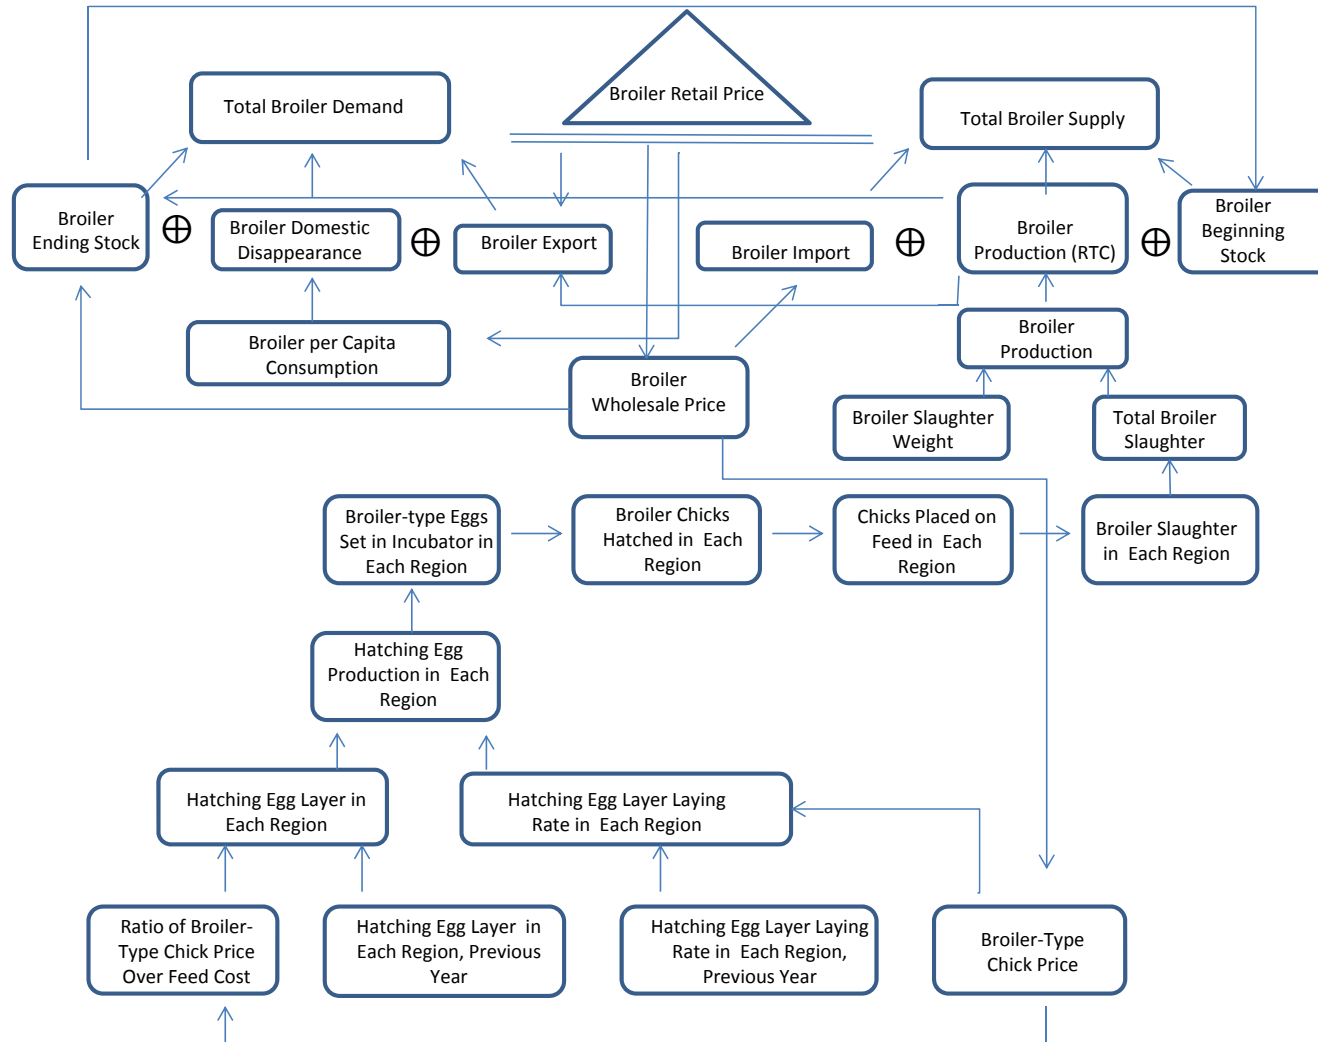 Total Broiler Demand
Broiler Retail Price
Total Broiler Supply
Broiler
Ending Stock
Broiler Domestic
Disappearance
Broiler Export
Broiler Import
Broiler
Production (RTC)
Broiler
Beginning
Stock
Broiler per Capita
Consumption
Broiler
Wholesale Price
Broiler
Production
Broiler Slaughter
Weight
Total Broiler
Slaughter
Broiler-type Eggs
Set in Incubator in
Each Region
Broiler Chicks
Hatched in Each
Region
Chicks Placed on
Feed in Each
Region
Broiler Slaughter
in Each Region
Hatching Egg
Production in Each
Region
Hatching Egg Layer in
Each Region
Hatching Egg Layer Laying
Rate in Each Region
Ratio of Broiler-
Type Chick Price
Over Feed Cost
Hatching Egg Layer in
Each Region, Previous
Year
Hatching Egg Layer Laying
Rate in Each Region,
Previous Year
Broiler-Type
Chick Price